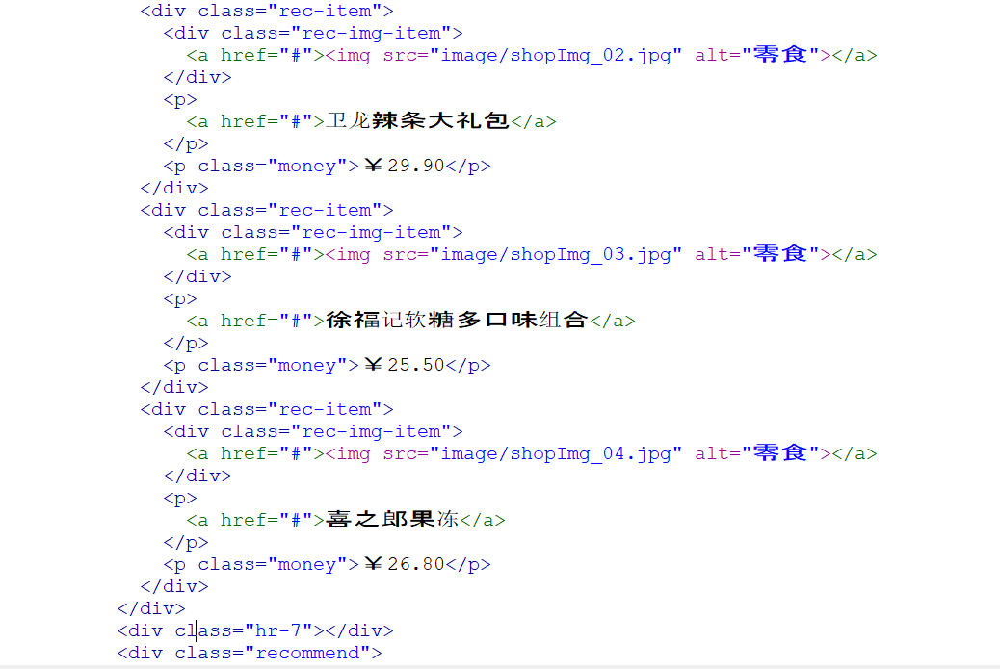 <div class="rec-item">
<div class="rec-img-item">
<a href="#"><img src="image/shopImg_02.jpg" alt="零食"></a>
</div>
<p>
<a href="#">卫龙辣条大礼包</a>
</p>
<p class="money">￥29.90</p>
</div>
<div class="rec-item">
<div class="rec-img-item">
<a href="#"><img src="image/shopImg_03.jpg" alt="零食"></a>
</div>
<p>
<a href="#">徐福记软糖多口味组合</a>
</p>
<p class="money">￥25.50</p>
</div>
<div class="rec-item">
<div class="rec-img-item">
<a href="#"><img src="image/shopImg_04.jpg" alt="零食"></a>
</div>
<p>
<a href="#">喜之郎果冻</a>
</p>
<p class="money">￥26.80</p>
</div>
</div>
<div class="hr-7"></div>
<div class="recommend">